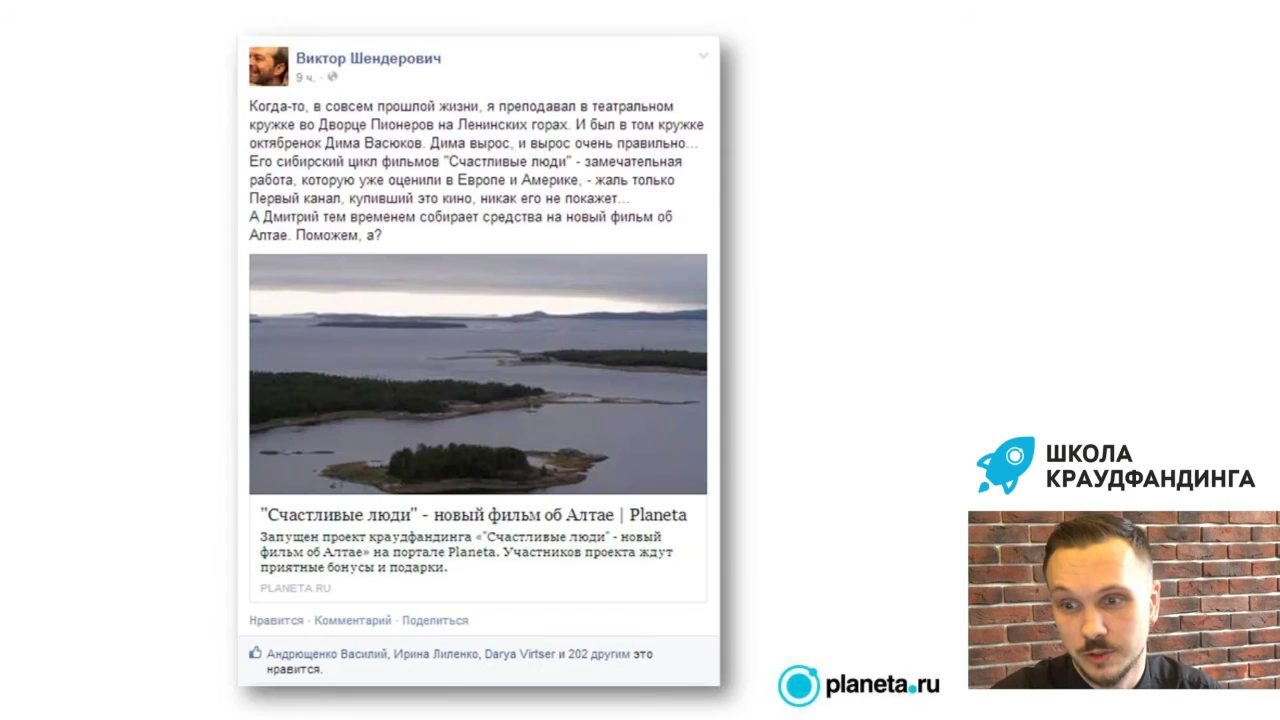 Виктор Шендерович
9 ч. ·
Когда-то, в совсем прошлой жизни, я преподавал в театральном
кружке во Дворце Пионеров на Ленинских горах. И был в том кружке
октябренок Дима Васюков. Дима вырос, и вырос очень правильно...
Его сибирский цикл фильмов "Счастливые люди" - замечательная
работа, которую уже оценили в Европе и Америке, - жаль только
Первый канал, купивший это кино, никак его не покажет...
А Дмитрий тем временем собирает средства на новый фильм об
Алтае. Поможем, а?
"Счастливые люди" - новый фильм об Алтае | Planeta
Запущен проект краудфандинга «"Счастливые люди" - новый
фильм об Алтае» на портале Planeta. Участников проекта ждут
приятные бонусы и подарки.
PLANETA.RU
Нравится · Комментарий · Поделиться
Андрющенко Василий, Ирина Лиленко, Darya Virtser и 202 другим это
нравится.
ШКОЛА
КРАУДФАНДИНГА
planeta.ru